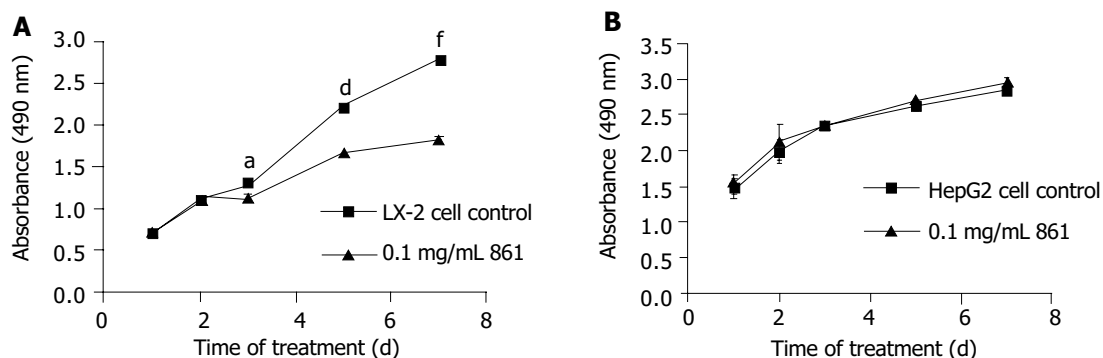 A
Absorbance (490 nm)
3.0
2.5
2.0
1.5
1.0
0.5
0.0
a
d
f
LX-2 cell control
0.1 mg/mL 861
0 2 4 6 8
Time of treatment (d)
B
Absorbance (490 nm)
3.5
3.0
2.5
2.0
1.5
1.0
0.5
0.0
HepG2 cell control
0.1 mg/mL 861
0 2 4 6 8
Time of treatment (d)